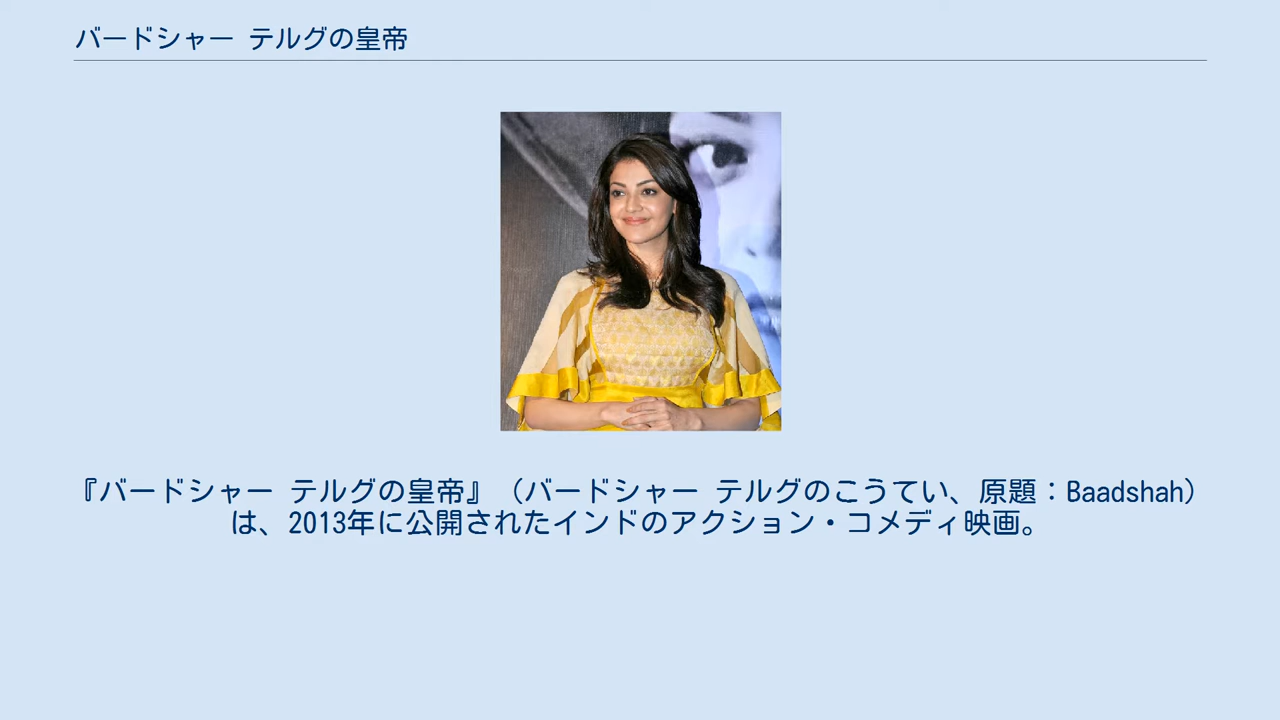 バードシャー テルグの皇帝
『バードシャー テルグの皇帝』（バードシャー テルグのこうてい、原題：Baadshah）
は、2013年に公開されたインドのアクション・コメディ映画。